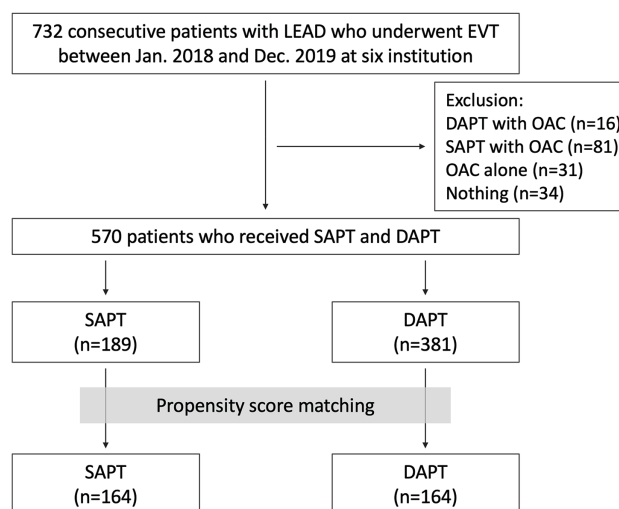 732 consecutive patients with LEAD who underwent EVT
between Jan. 2018 and Dec. 2019 at six institution
Exclusion:
DAPT with OAC (n=16)
SAPT with OAC (n=81)
OAC alone (n=31)
Nothing (n=34)
570 patients who received SAPT and DAPT
SAPT
(n=189)
DAPT
(n=381)
Propensity score matching
SAPT
(n=164)
DAPT
(n=164)